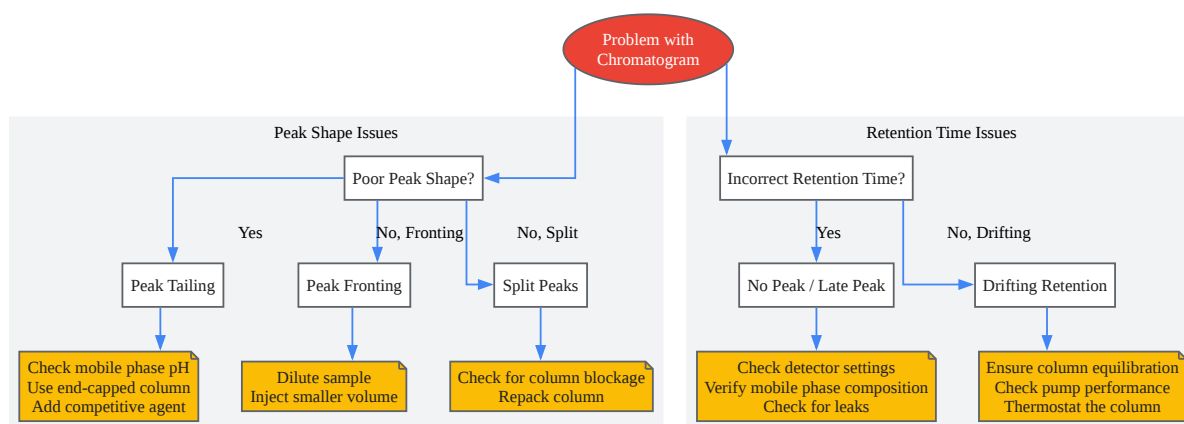 Problem with
Chromatogram
Peak Shape Issues
Retention Time Issues
Poor Peak Shape?
Incorrect Retention Time?
Yes
No, Fronting
No, Split
Yes
No, Drifting
Peak Tailing
Peak Fronting
Split Peaks
No Peak / Late Peak
Drifting Retention
Check mobile phase pH
Use end-capped column
Add competitive agent
Dilute sample
Inject smaller volume
Check for column blockage
Repack column
Check detector settings
Verify mobile phase composition
Check for leaks
Ensure column equilibration
Check pump performance
Thermostat the column